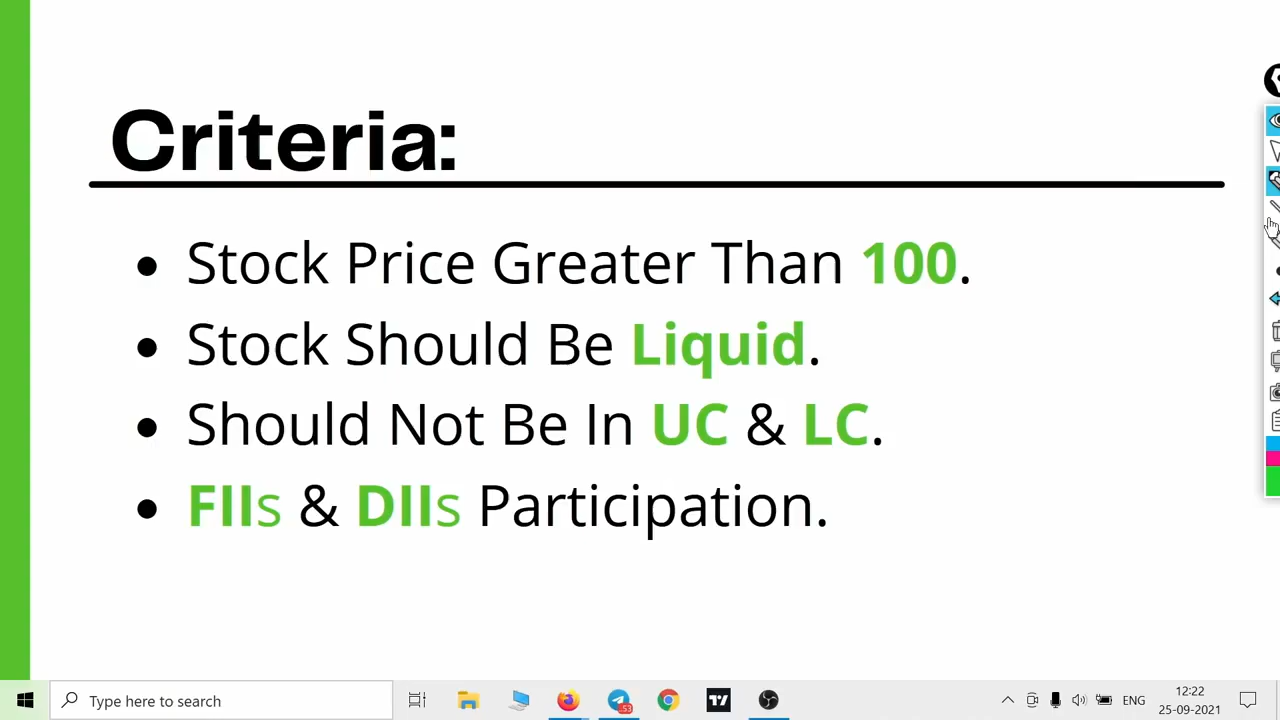 Criteria:
• Stock Price Greater Than 100.
• Stock Should Be Liquid.
• Should Not Be In UC & LC.
• FIIs & DIIs Participation.
Type here to search
53
ENG
12:22
25-09-2021